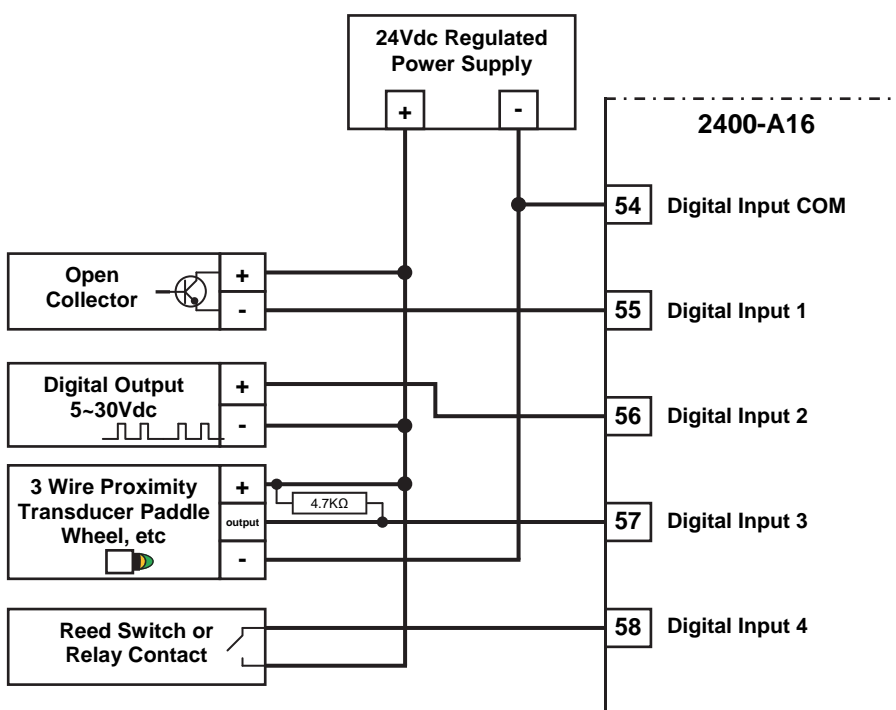 24Vdc Regulated
Power Supply
+
-
2400-A16
54
Digital Input COM
Open
Collector
+
-
55
Digital Input 1
Digital Output
5~30Vdc
+
-
56
Digital Input 2
3 Wire Proximity
Transducer Paddle
Wheel, etc
+
output
-
4.7KΩ
57
Digital Input 3
Reed Switch or
Relay Contact
58
Digital Input 4